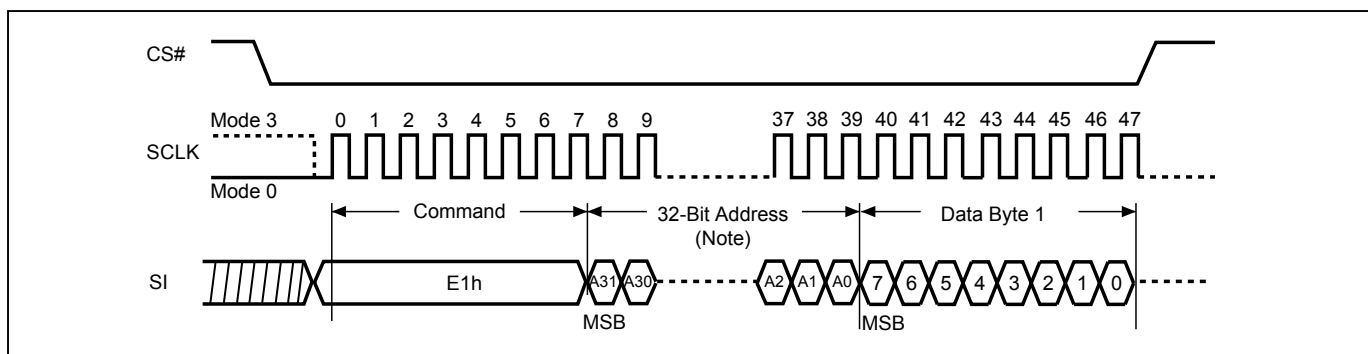 CS#
Mode 3
0 1 2 3 4 5 6 7 8 9 37 38 39 40 41 42 43 44 45 46 47
SCLK
Mode 0
Command 32-Bit Address Data Byte 1
(Note)
SI E1h A31 A30 A2 A1 A0 7 6 5 4 3 2 1 0
MSB MSB